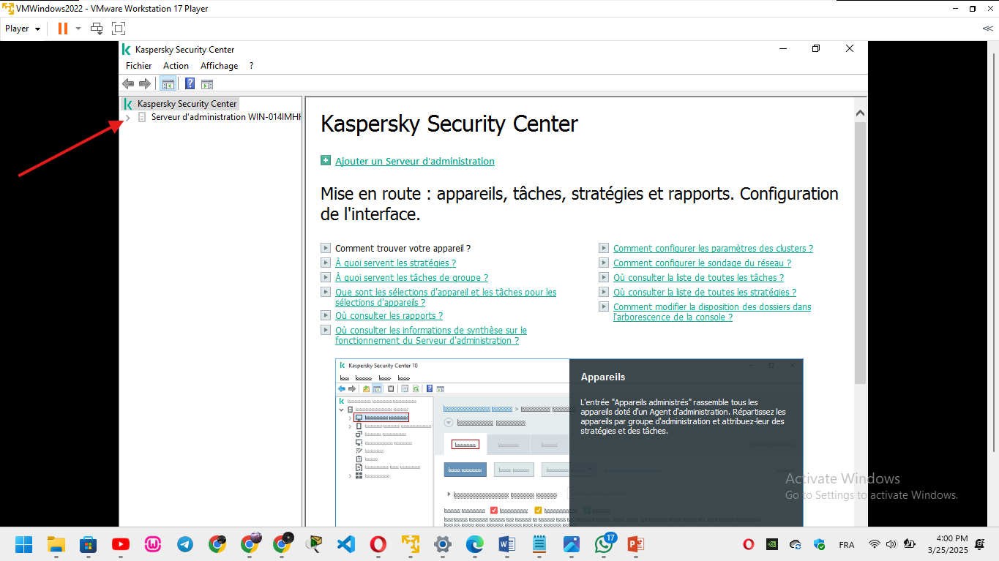 VMWindows2022 - VMware Workstation 17 Player
Player
Kaspersky Security Center
Fichier Action Affichage ?
Kaspersky Security Center
Serveur d'administration WIN-014IMH
Kaspersky Security Center
Ajouter un Serveur d'administration
Mise en route : appareils, tâches, stratégies et rapports. Configuration
de l'interface.
Comment trouver votre appareil ?
À quoi servent les stratégies ?
À quoi servent les tâches de groupe ?
Que sont les sélections d'appareil et les tâches pour les
sélections d'appareils ?
Où consulter les rapports ?
Où consulter les informations de synthèse sur le
fonctionnement du Serveur d'administration ?
Comment configurer les paramètres des clusters ?
Comment configurer le sondage du réseau ?
Où consulter la liste de toutes les tâches ?
Où consulter la liste de toutes les stratégies ?
Comment modifier la disposition des dossiers dans
l'arborescence de la console ?
Kaspersky Security Center 10
Appareils
L'entrée "Appareils administrés" rassemble tous les
appareils doté d'un Agent d'administration. Répartissez les
appareils par groupe d'administration et attribuez-leur des
stratégies et des tâches.
Activate Windows
Go to Settings to activate Windows.
17
FRA
4:00 PM
3/25/2025